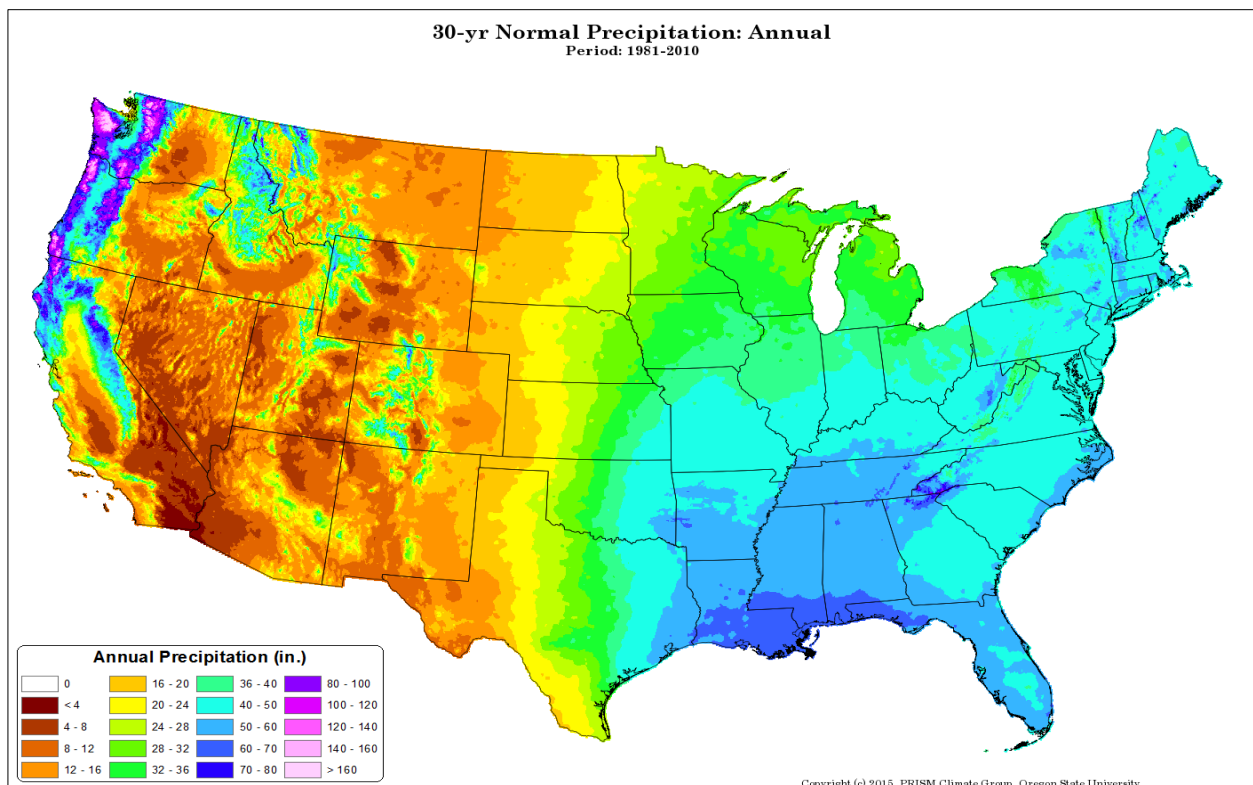 30-yr Normal Precipitation: Annual
Period: 1981-2010
Annual Precipitation (in.)
0
< 4
4 - 8
8 - 12
12 - 16
16 - 20
20 - 24
24 - 28
28 - 32
32 - 36
36 - 40
40 - 50
50 - 60
60 - 70
70 - 80
80 - 100
100 - 120
120 - 140
140 - 160
> 160
Copyright (c) 2015, PRISM Climate Group, Oregon State University